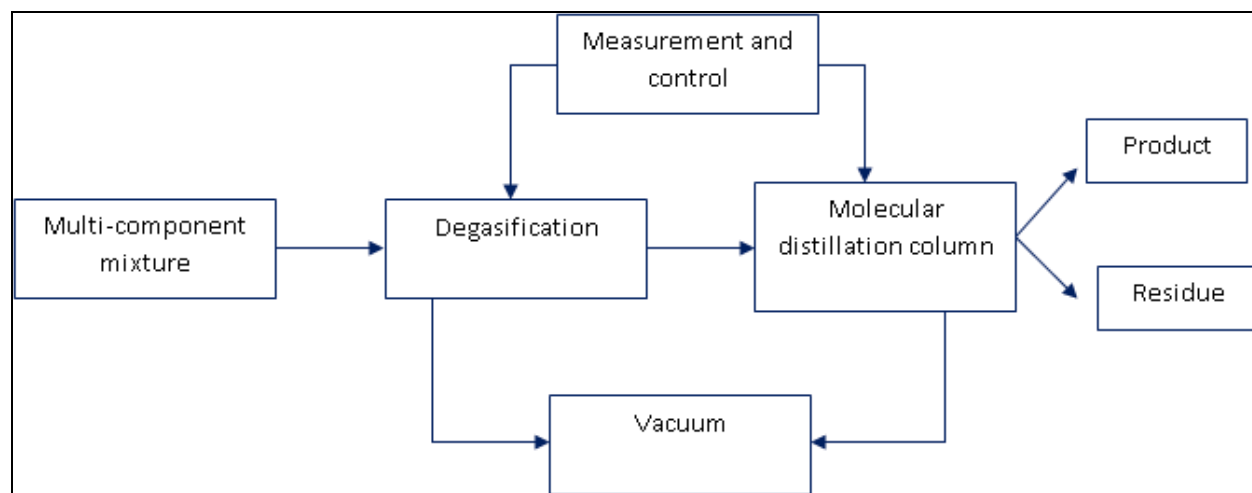 Measurement and
control
Multi-component
mixture
Degasification
Molecular
distillation column
Product
Residue
Vacuum